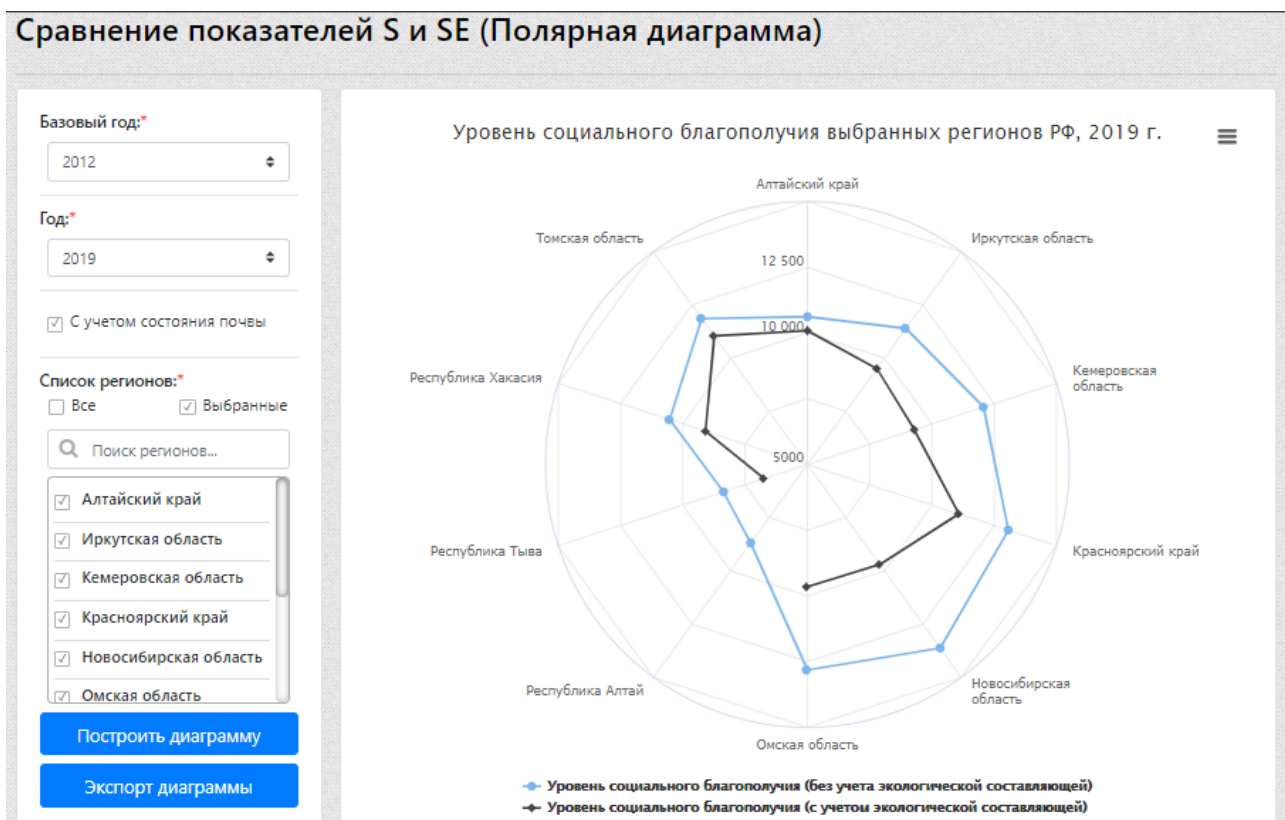 Сравнение показателей S и SE (Полярная диаграмма)
Базовый год:*
2012
Год:*
2019
С учетом состояния почвы
Список регионов:*
Все
Выбранные
Поиск регионов...
Алтайский край
Иркутская область
Кемеровская область
Красноярский край
Новосибирская область
Омская область
Построить диаграмму
Экспорт диаграммы
Уровень социального благополучия выбранных регионов РФ, 2019 г.
Алтайский край
Томская область
Иркутская область
12 500
10 000
Республика Хакасия
Кемеровская
область
5000
Республика Тыва
Красноярский край
Республика Алтай
Новосибирская
область
Омская область
Уровень социального благополучия (без учета экологической составляющей)
Уровень социального благополучия (с учетом экологической составляющей)